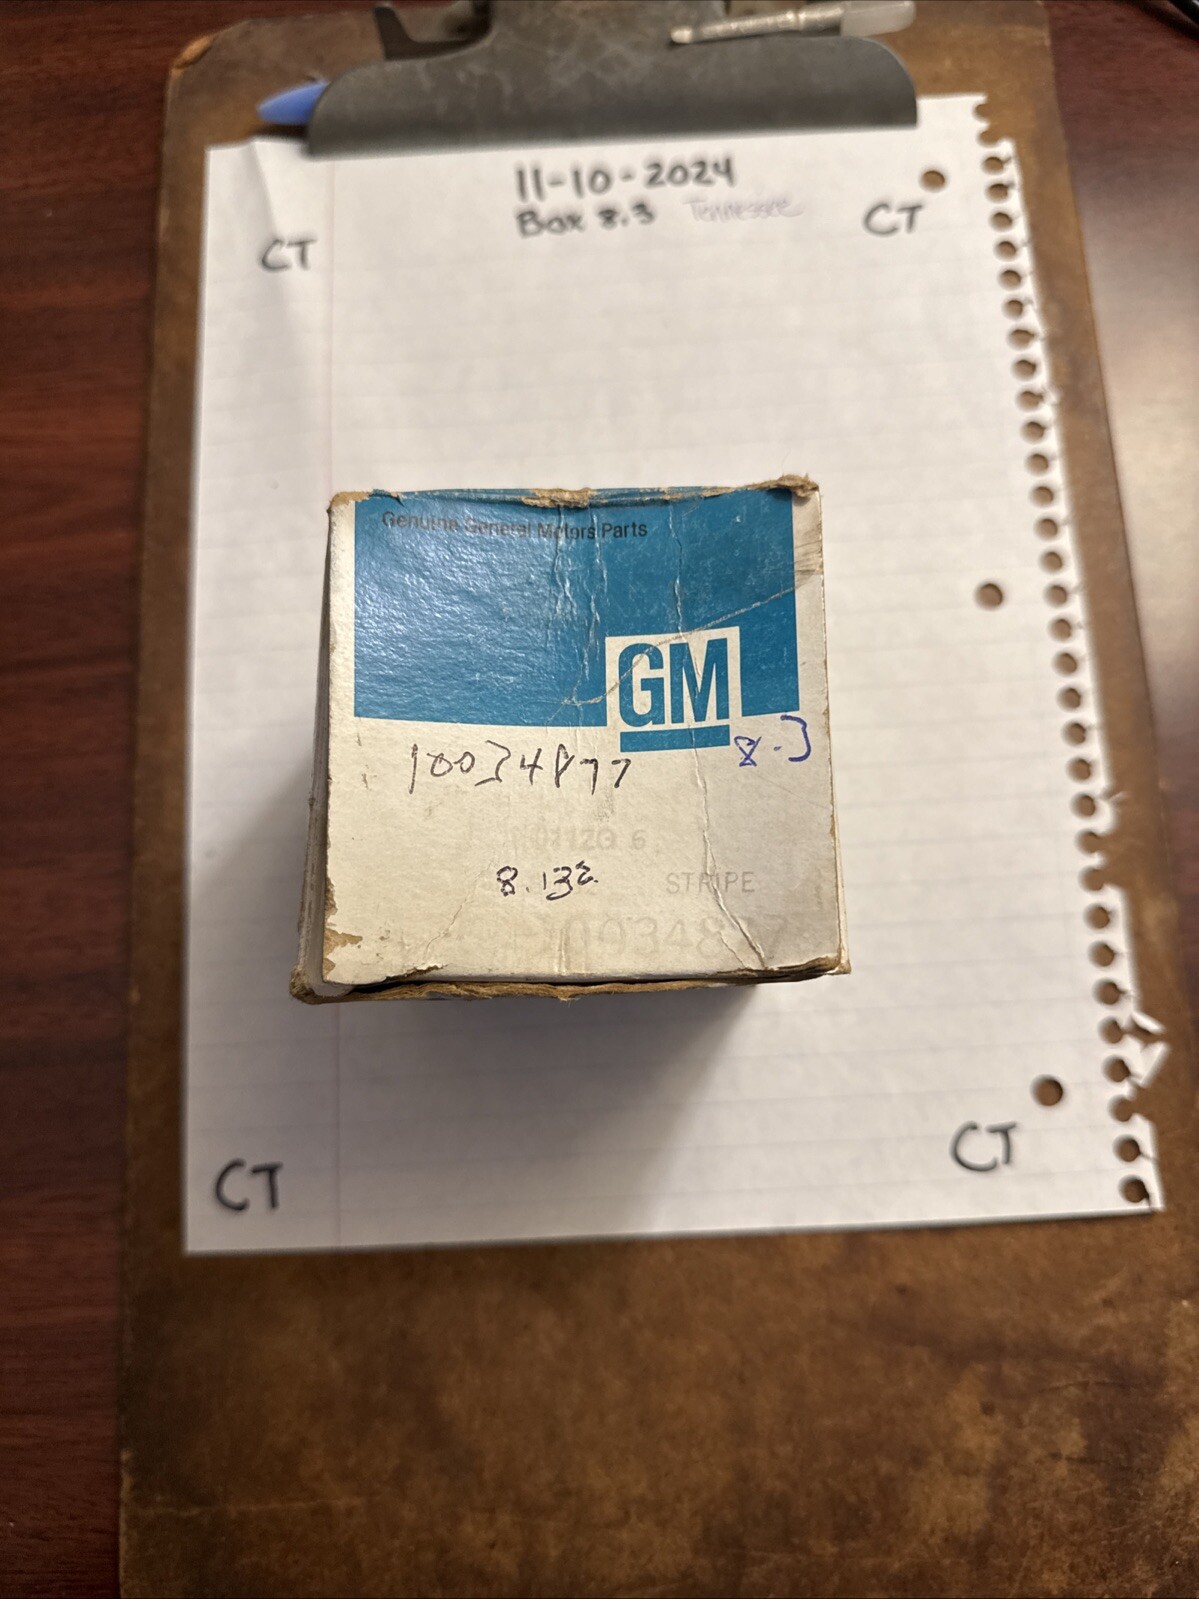 11-10-2024
Box 8.3 Tennessee
CT CT
Genuine General Motors Parts
GM
8.3
10034877
8.132
STRIPE
CT CT